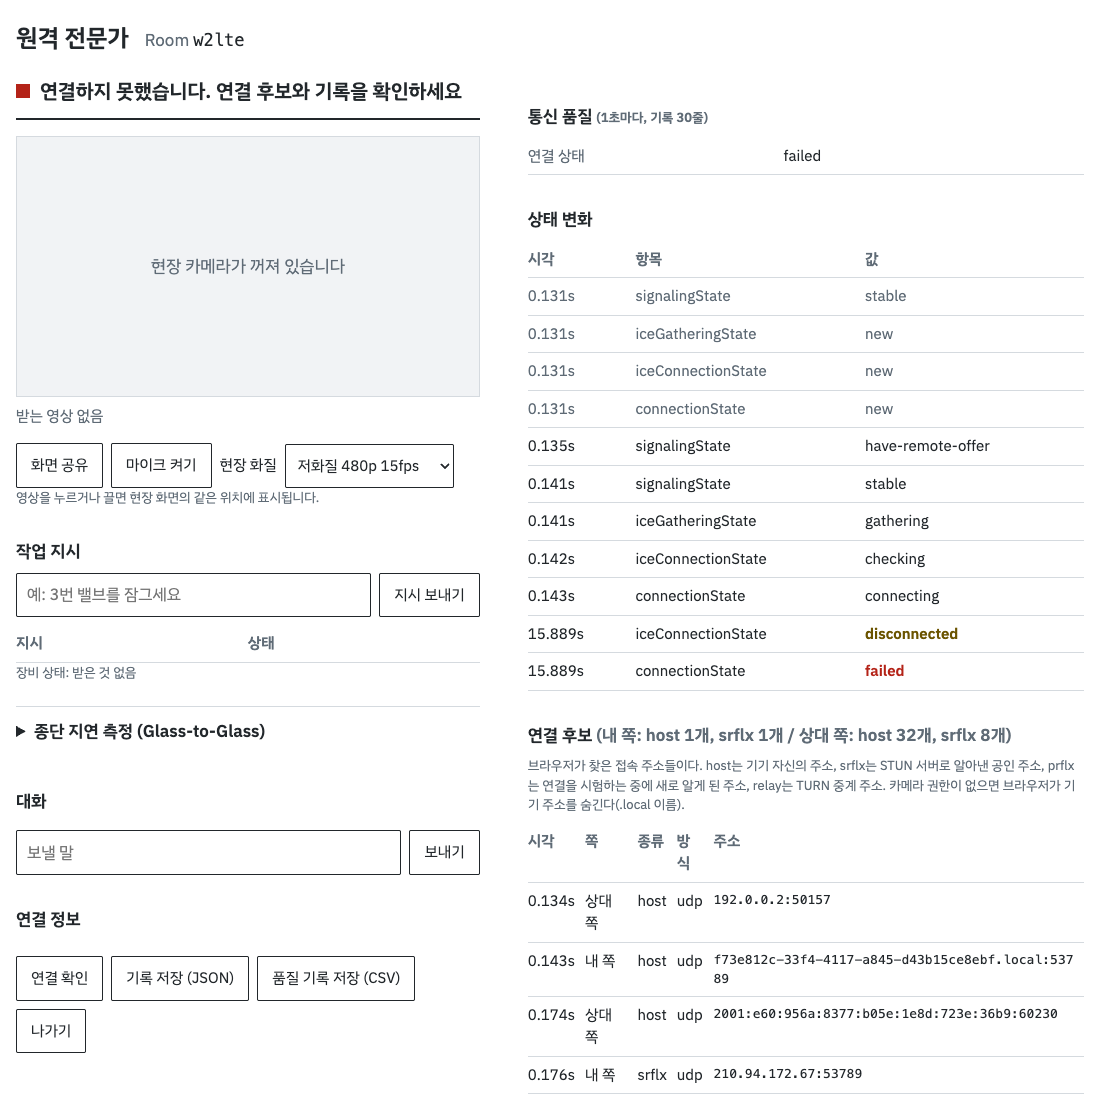 원격 전문가 Room w2lte
연결하지 못했습니다. 연결 후보와 기록을 확인하세요
현장 카메라가 꺼져 있습니다
받는 영상 없음
화면 공유 마이크 켜기 현장 화질 저화질 480p 15fps
영상을 누르거나 끌면 현장 화면의 같은 위치에 표시됩니다.
작업 지시
예: 3번 밸브를 잠그세요 지시 보내기
지시 상태
장비 상태: 받은 것 없음
종단 지연 측정 (Glass-to-Glass)
대화
보낼 말 보내기
연결 정보
연결 확인 기록 저장 (JSON) 품질 기록 저장 (CSV)
나가기
통신 품질 (1초마다, 기록 30줄)
연결 상태 failed
상태 변화
시각 항목 값
0.131s signalingState stable
0.131s iceGatheringState new
0.131s iceConnectionState new
0.131s connectionState new
0.135s signalingState have-remote-offer
0.141s signalingState stable
0.141s iceGatheringState gathering
0.142s iceConnectionState checking
0.143s connectionState connecting
15.889s iceConnectionState disconnected
15.889s connectionState failed
연결 후보 (내 쪽: host 1개, srflx 1개 / 상대 쪽: host 32개, srflx 8개)
브라우저가 찾은 접속 주소들이다. host는 기기 자신의 주소, srflx는 STUN 서버로 알아낸 공인 주소, prflx
는 연결을 시험하는 중에 새로 알게 된 주소, relay는 TURN 중계 주소. 카메라 권한이 없으면 브라우저가 기
기 주소를 숨긴다(.local 이름).
시각 쪽 종류 방 주소
식
0.134s 상대 host udp 192.0.0.2:50157
쪽
0.143s 내 쪽 host udp f73e812c-33f4-4117-a845-d43b15ce8ebf.local:537
89
0.174s 상대 host udp 2001:e60:956a:8377:b05e:1e8d:723e:36b9:60230
쪽
0.176s 내 쪽 srflx udp 210.94.172.67:53789